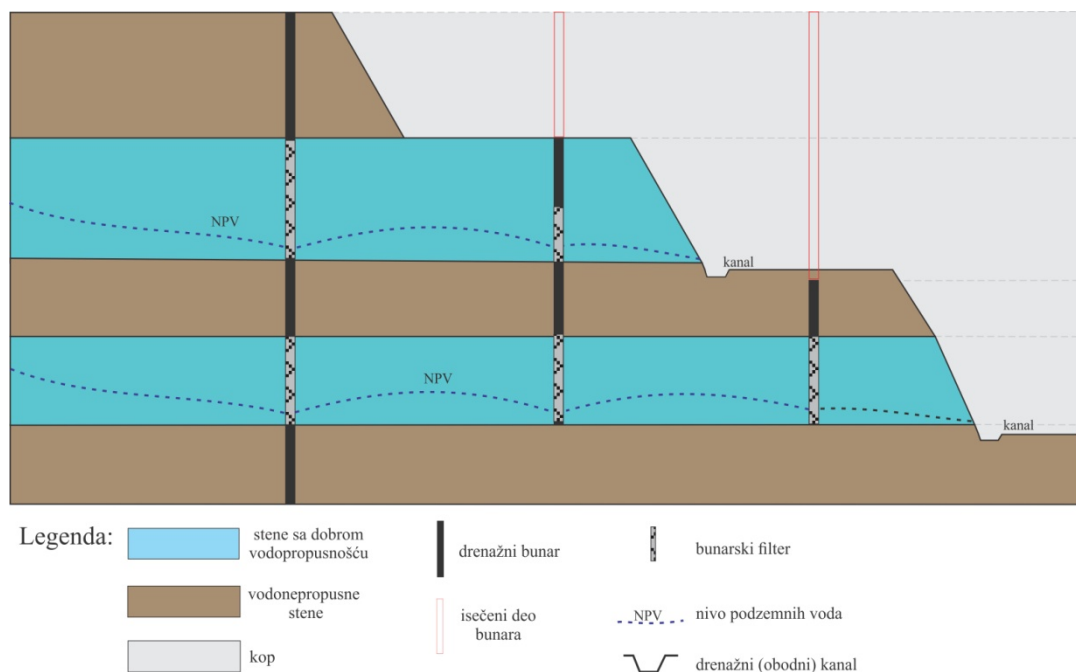 NPV
kanal
NPV
kanal
Legenda:
stene sa dobrom
vodopropusnošću
vodonepropusne
stene
kop
drenažni bunar
isečeni deo
bunara
bunarski filter
NPV
nivo podzemnih voda
drenažni (obodni) kanal